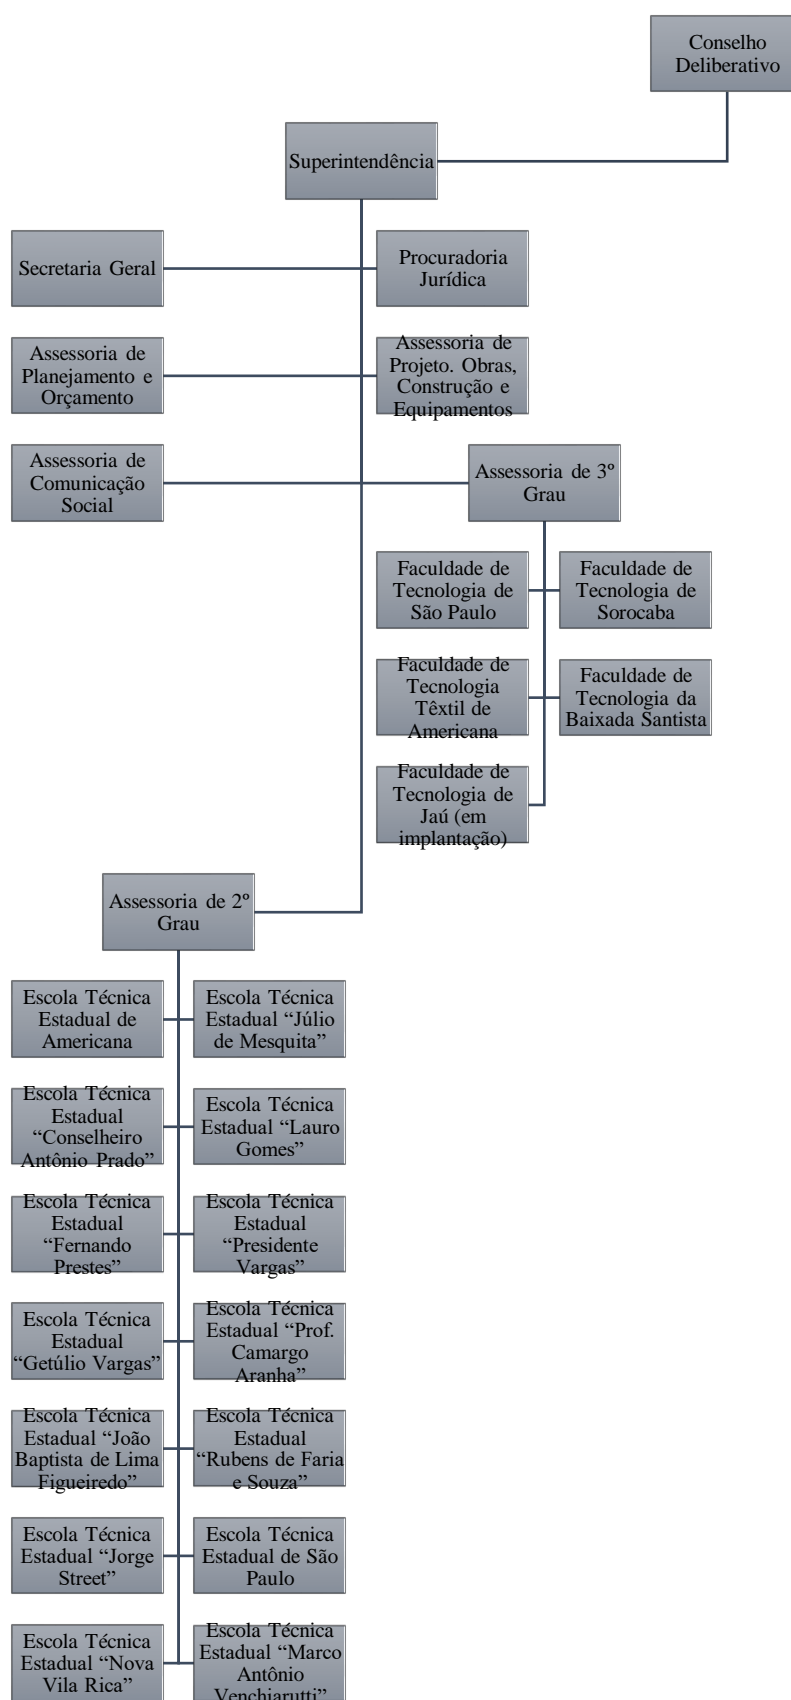 Conselho
Deliberativo
Superintendência
Secretaria Geral
Procuradoria
Jurídica
Assessoria de
Planejamento e
Orçamento
Assessoria de
Projeto. Obras,
Construção e
Equipamentos
Assessoria de
Comunicação
Social
Assessoria de 3º
Grau
Faculdade de
Tecnologia de
São Paulo
Faculdade de
Tecnologia de
Sorocaba
Faculdade de
Tecnologia
Têxtil de
Americana
Faculdade de
Tecnologia da
Baixada Santista
Faculdade de
Tecnologia de
Jaú (em
implantação)
Assessoria de 2º
Grau
Escola Técnica
Estadual de
Americana
Escola Técnica
Estadual “Júlio
de Mesquita”
Escola Técnica
Estadual
“Conselheiro
Antônio Prado”
Escola Técnica
Estadual “Lauro
Gomes”
Escola Técnica
Estadual
“Fernando
Prestes”
Escola Técnica
Estadual
“Presidente
Vargas”
Escola Técnica
Estadual
“Getúlio Vargas”
Escola Técnica
Estadual “Prof.
Camargo
Aranha”
Escola Técnica
Estadual “João
Baptista de Lima
Figueiredo”
Escola Técnica
Estadual
“Rubens de Faria
e Souza”
Escola Técnica
Estadual “Jorge
Street”
Escola Técnica
Estadual de São
Paulo
Escola Técnica
Estadual “Nova
Vila Rica”
Escola Técnica
Estadual “Marco
Antônio
Venchiarutti”